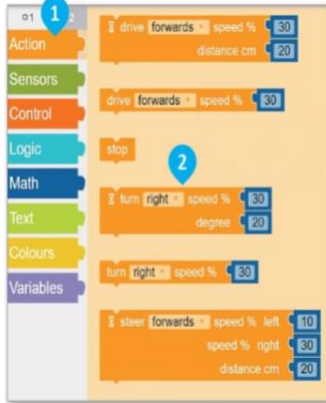 1 1 2
Action
Sensors
Control
Logic
Math
Text
Colours
Variables
drive forwards speed % 30
distance cm 20
drive forwards speed % 30
stop
2
turn right speed % 30
degree 20
turn right speed % 30
steer forwards speed % left 10
speed % right 30
distance cm 20